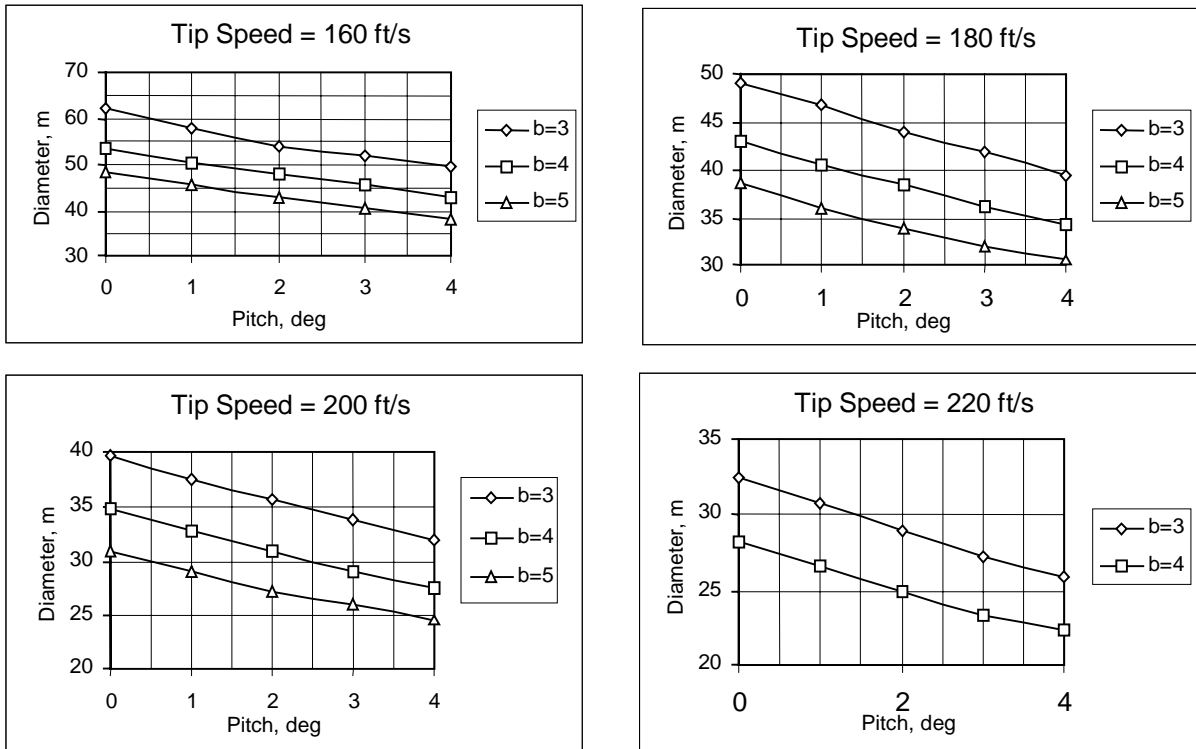 Tip Speed = 160 ft/s
70
60
50
40
30
Diameter, m
0 1 2 3 4
Pitch, deg
b=3
b=4
b=5
Tip Speed = 180 ft/s
50
45
40
35
30
Diameter, m
0 1 2 3 4
Pitch, deg
b=3
b=4
b=5
Tip Speed = 200 ft/s
40
35
30
25
20
Diameter, m
0 1 2 3 4
Pitch, deg
b=3
b=4
b=5
Tip Speed = 220 ft/s
35
30
25
20
Diameter, m
0 2 4
Pitch, deg
b=3
b=4